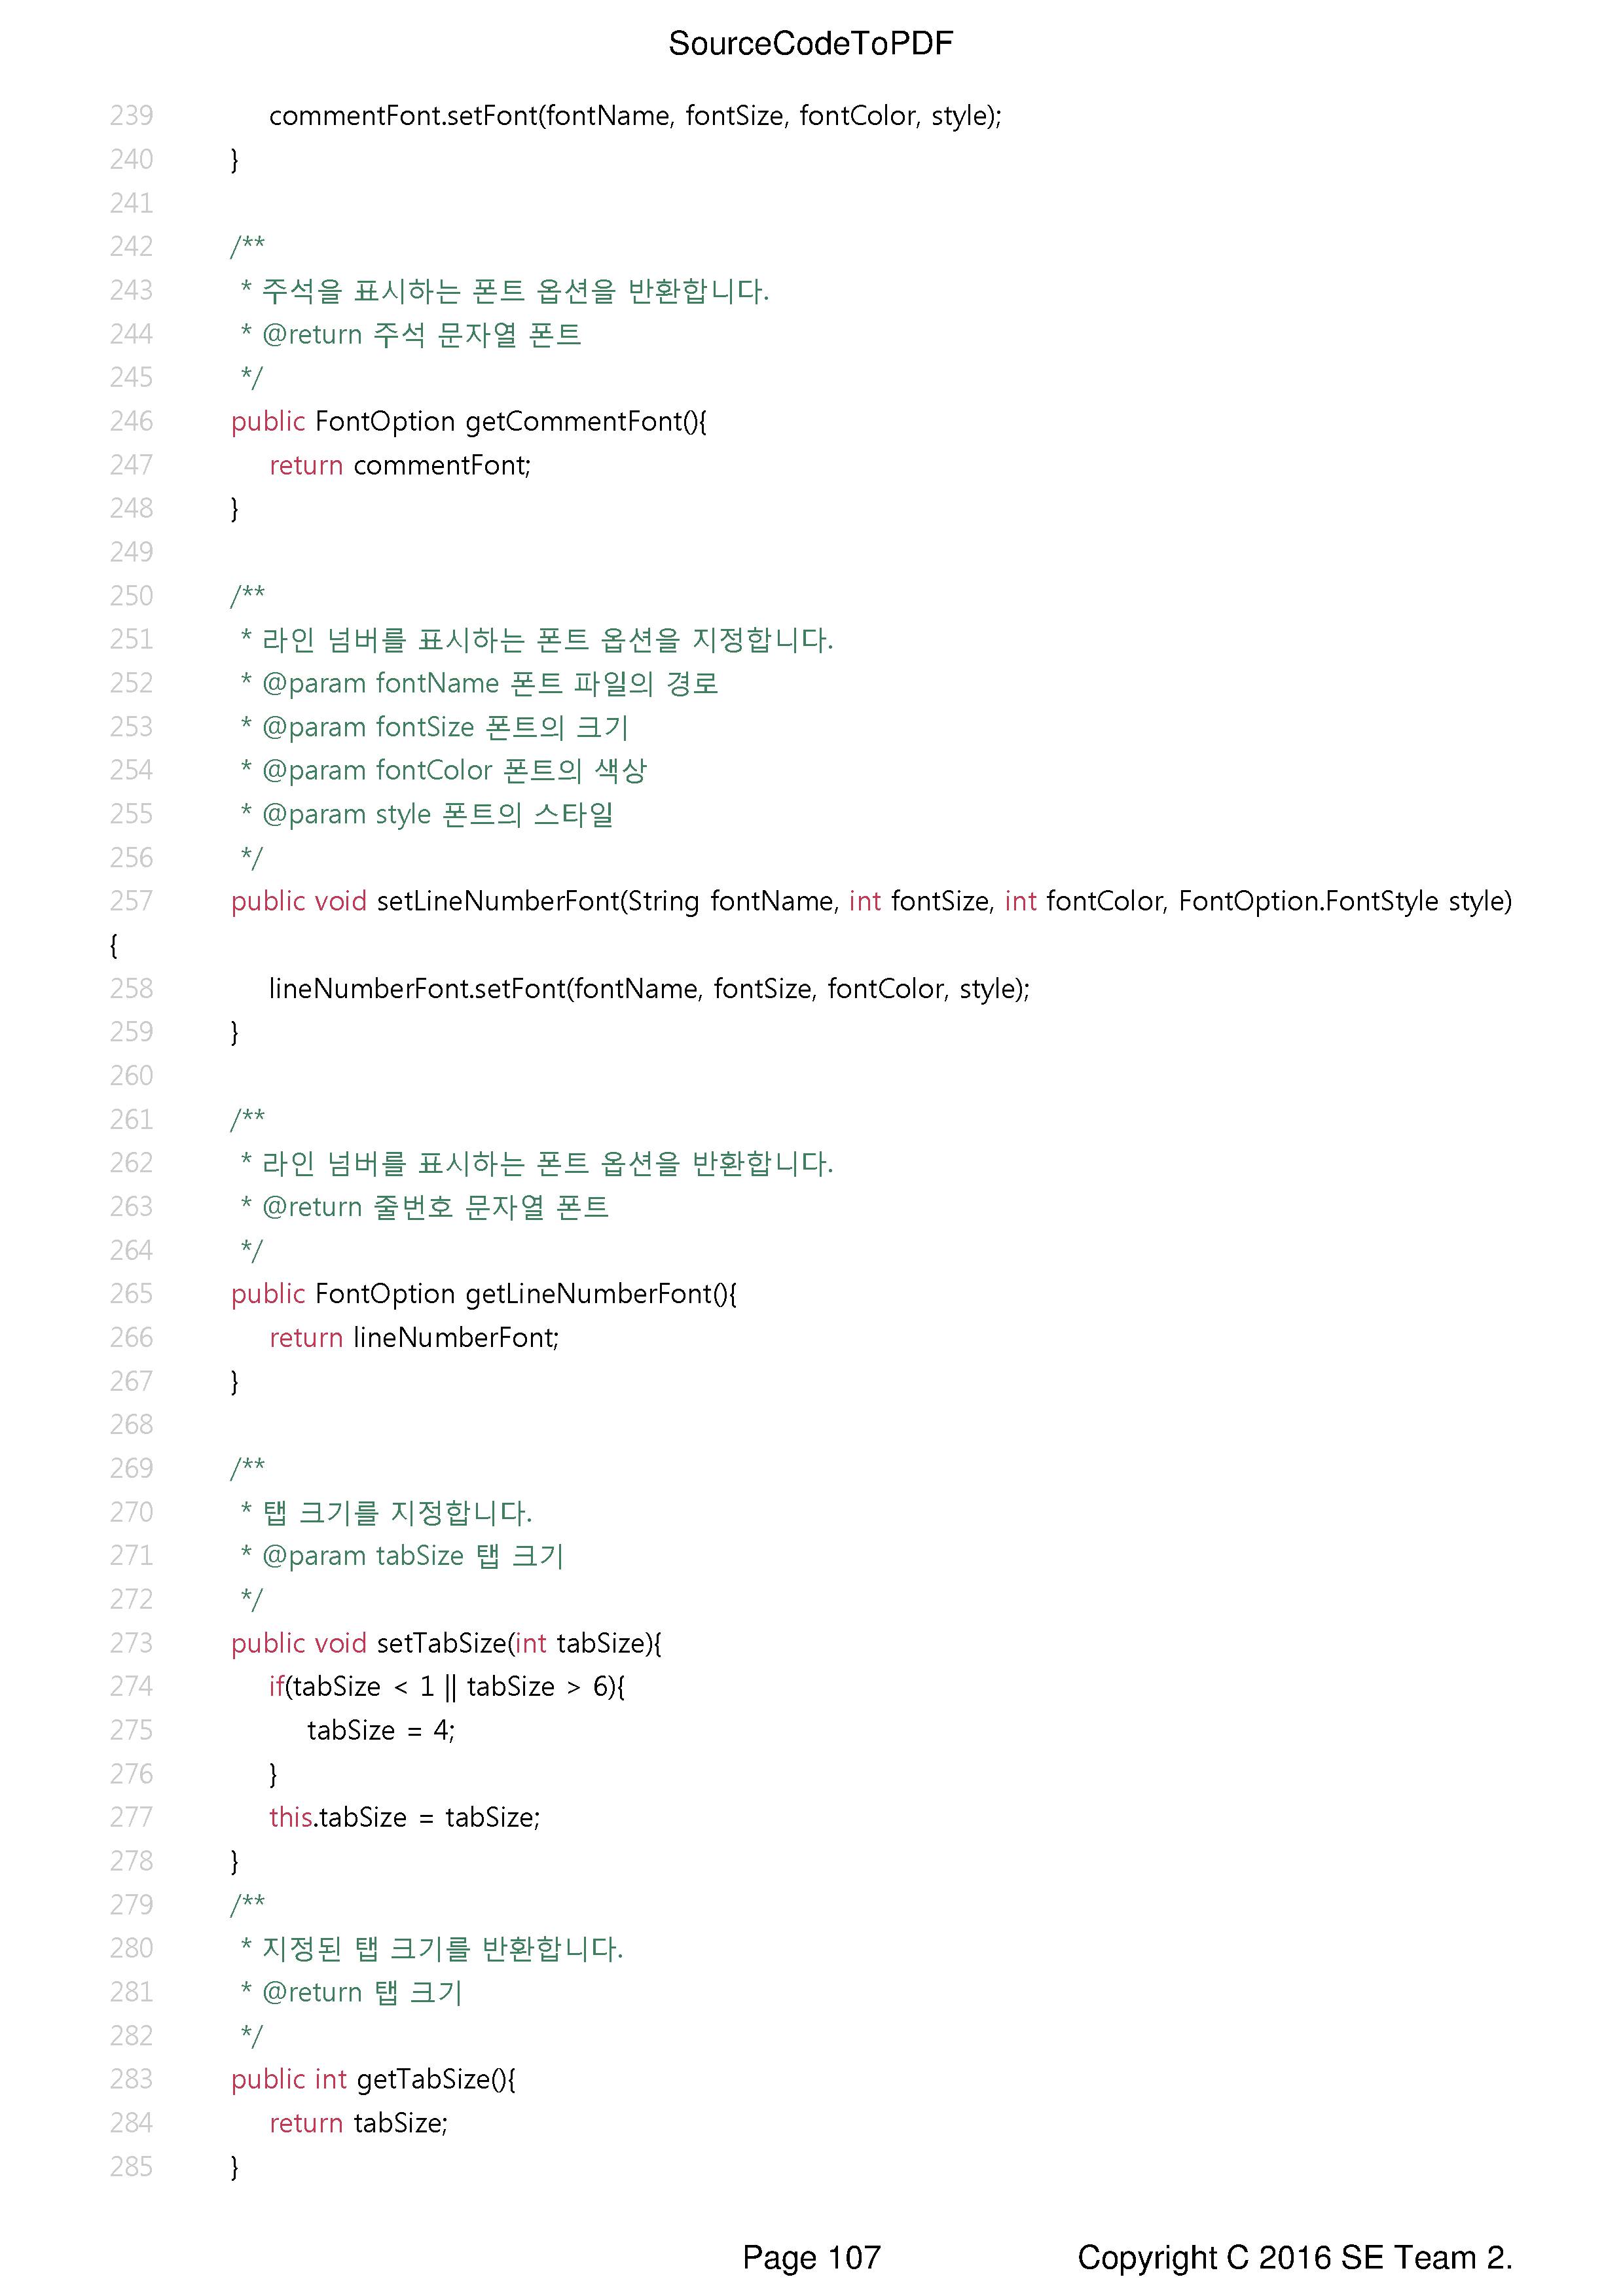 SourceCodeToPDF
239 commentFont.setFont(fontName, fontSize, fontColor, style);
240 }
241
242 /**
243 * 주석을 표시하는 폰트 옵션을 반환합니다.
244 * @return 주석 문자열 폰트
245 */
246 public FontOption getCommentFont(){
247 return commentFont;
248 }
249
250 /**
251 * 라인 넘버를 표시하는 폰트 옵션을 지정합니다.
252 * @param fontName 폰트 파일의 경로
253 * @param fontSize 폰트의 크기
254 * @param fontColor 폰트의 색상
255 * @param style 폰트의 스타일
256 */
257 public void setLineNumberFont(String fontName, int fontSize, int fontColor, FontOption.FontStyle style)
{
258 lineNumberFont.setFont(fontName, fontSize, fontColor, style);
259 }
260
261 /**
262 * 라인 넘버를 표시하는 폰트 옵션을 반환합니다.
263 * @return 줄번호 문자열 폰트
264 */
265 public FontOption getLineNumberFont(){
266 return lineNumberFont;
267 }
268
269 /**
270 * 탭 크기를 지정합니다.
271 * @param tabSize 탭 크기
272 */
273 public void setTabSize(int tabSize){
274 if(tabSize < 1 || tabSize > 6){
275 tabSize = 4;
276 }
277 this.tabSize = tabSize;
278 }
279 /**
280 * 지정된 탭 크기를 반환합니다.
281 * @return 탭 크기
282 */
283 public int getTabSize(){
284 return tabSize;
285 }
Page 107 Copyright C 2016 SE Team 2.